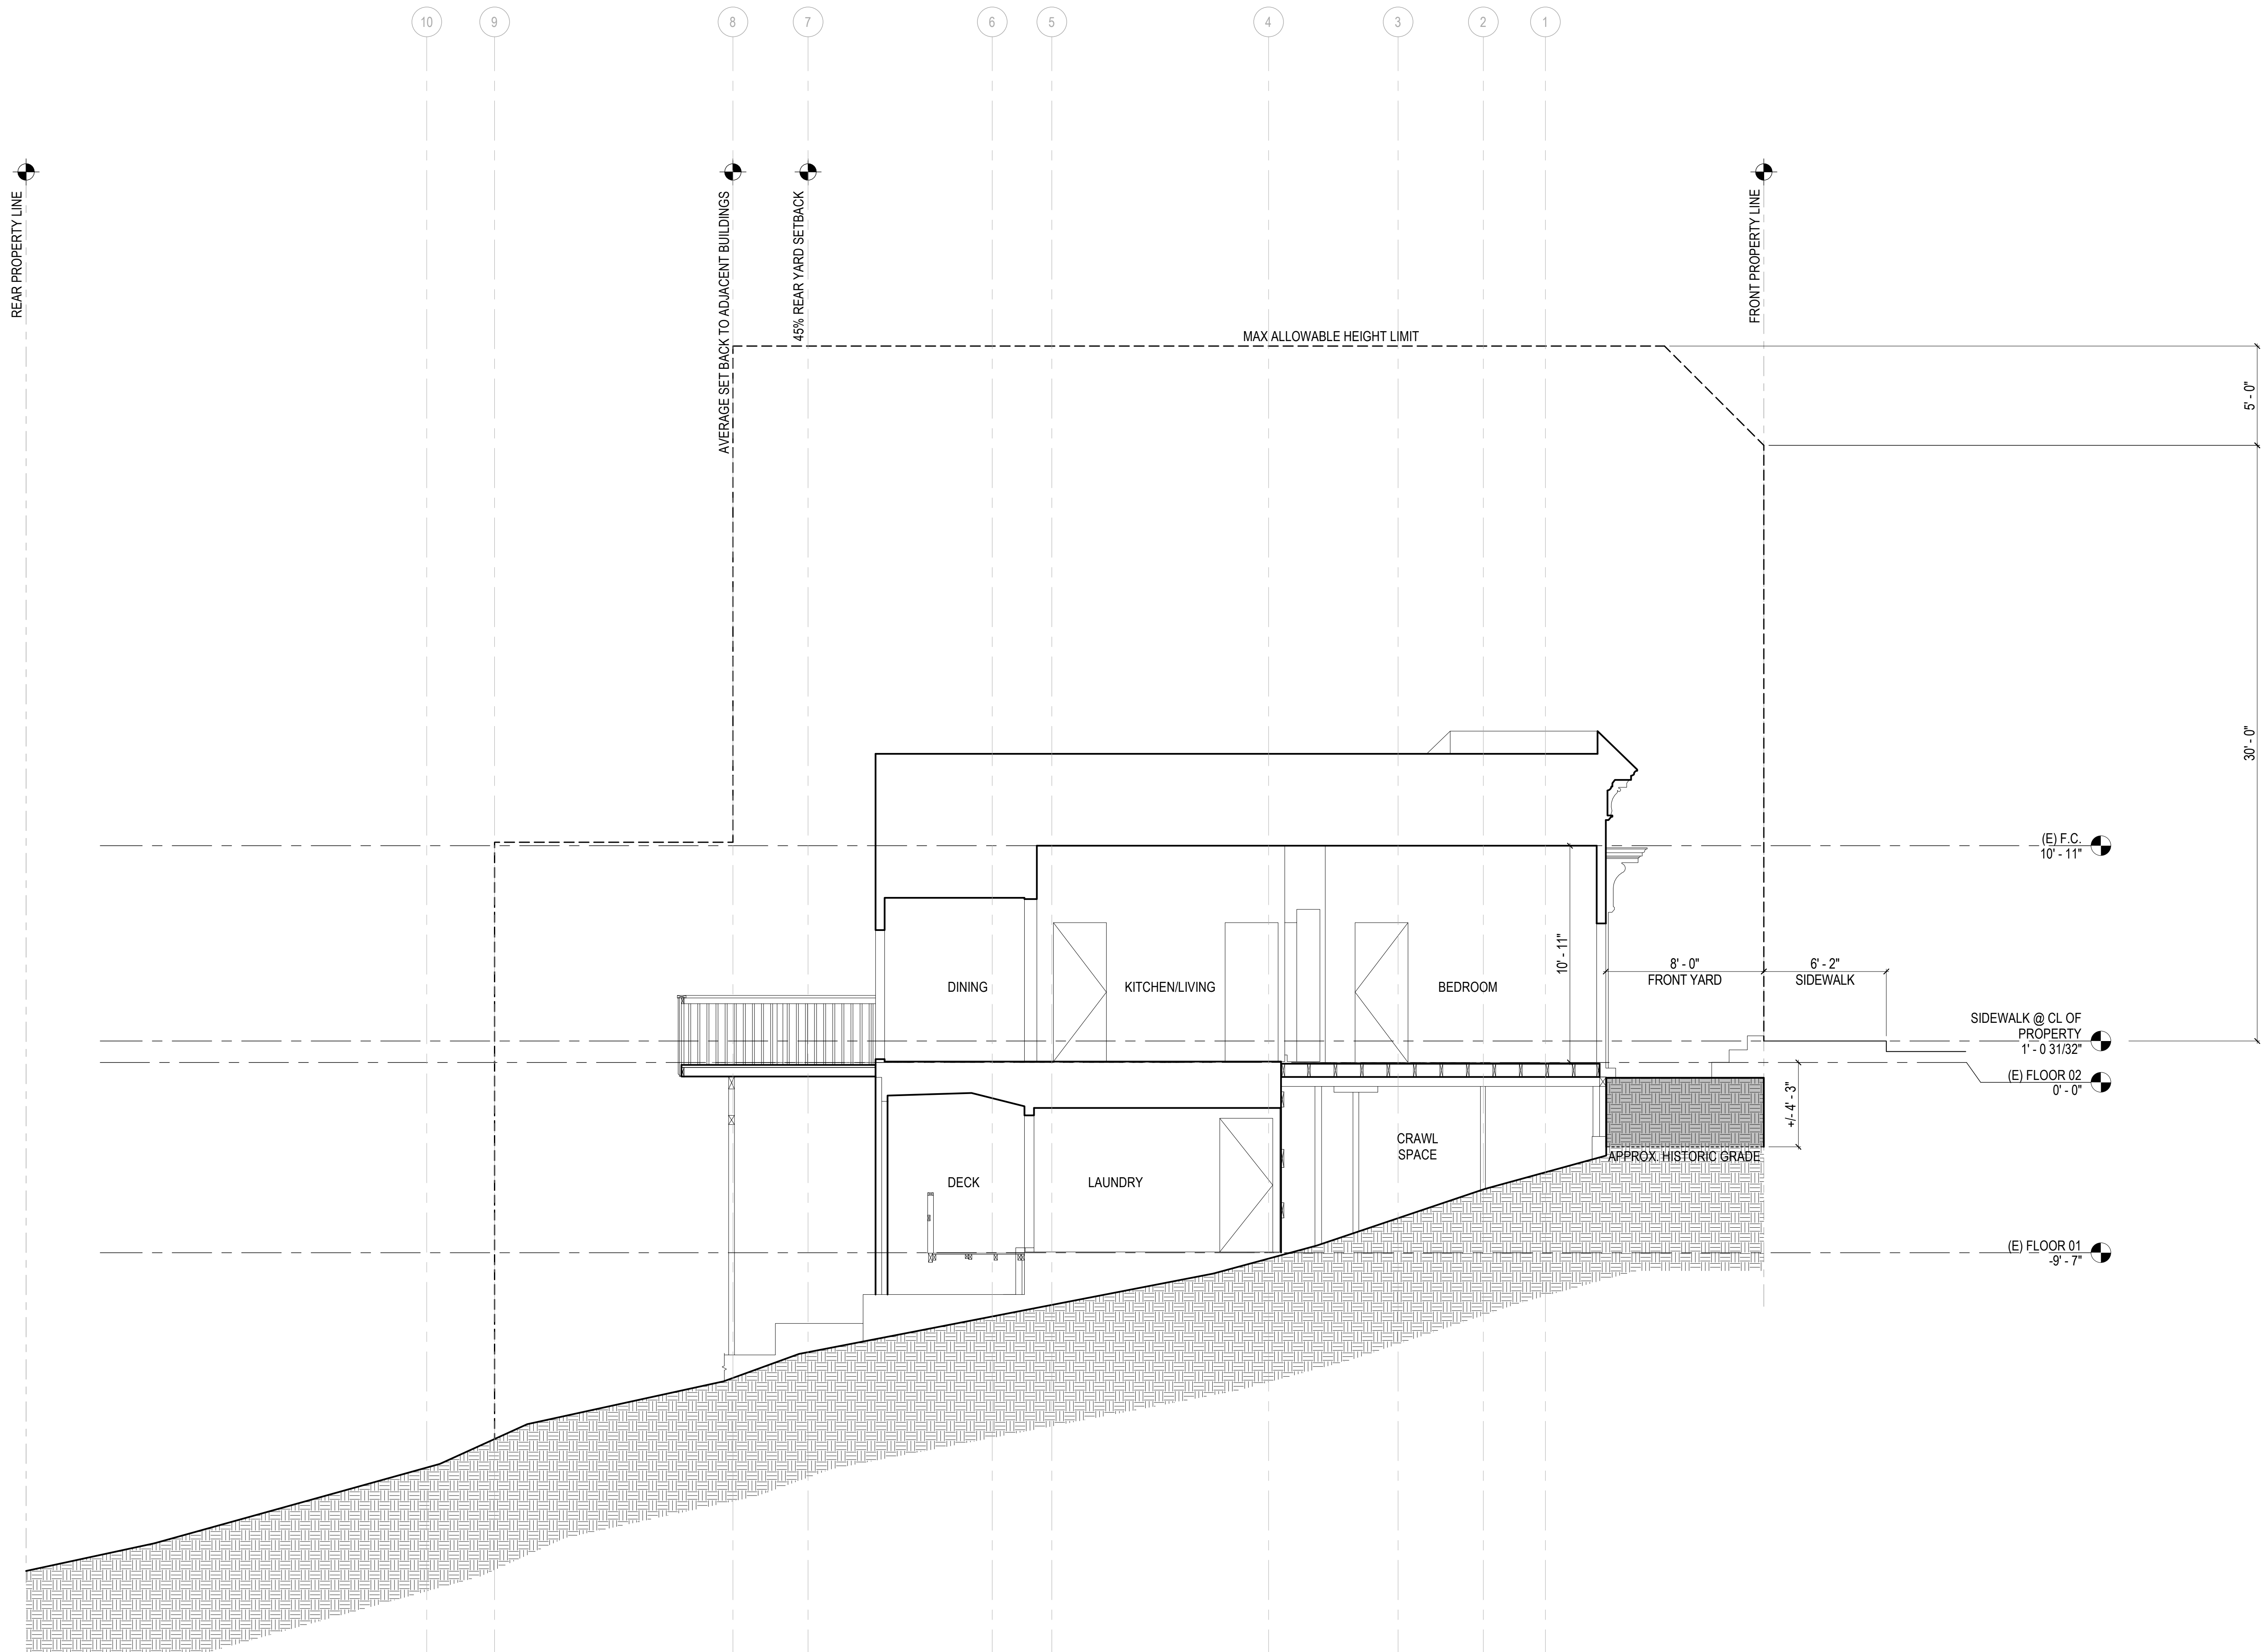 10
9
8
7
6
5
4
3
2
1
REAR PROPERTY LINE
AVERAGE SET BACK TO ADJACENT BUILDINGS
45% REAR YARD SETBACK
FRONT PROPERTY LINE
MAX ALLOWABLE HEIGHT LIMIT
5' - 0"
30' - 0"
(E) F.C.
10' - 11"
10' - 11"
8' - 0"
FRONT YARD
6' - 2"
SIDEWALK
DINING
KITCHEN/LIVING
BEDROOM
SIDEWALK @ CL OF
PROPERTY
1' - 0 31/32"
(E) FLOOR 02
0' - 0"
+/- 4' - 3"
CRAWL
SPACE
APPROX. HISTORIC GRADE
DECK
LAUNDRY
(E) FLOOR 01
-9' - 7"